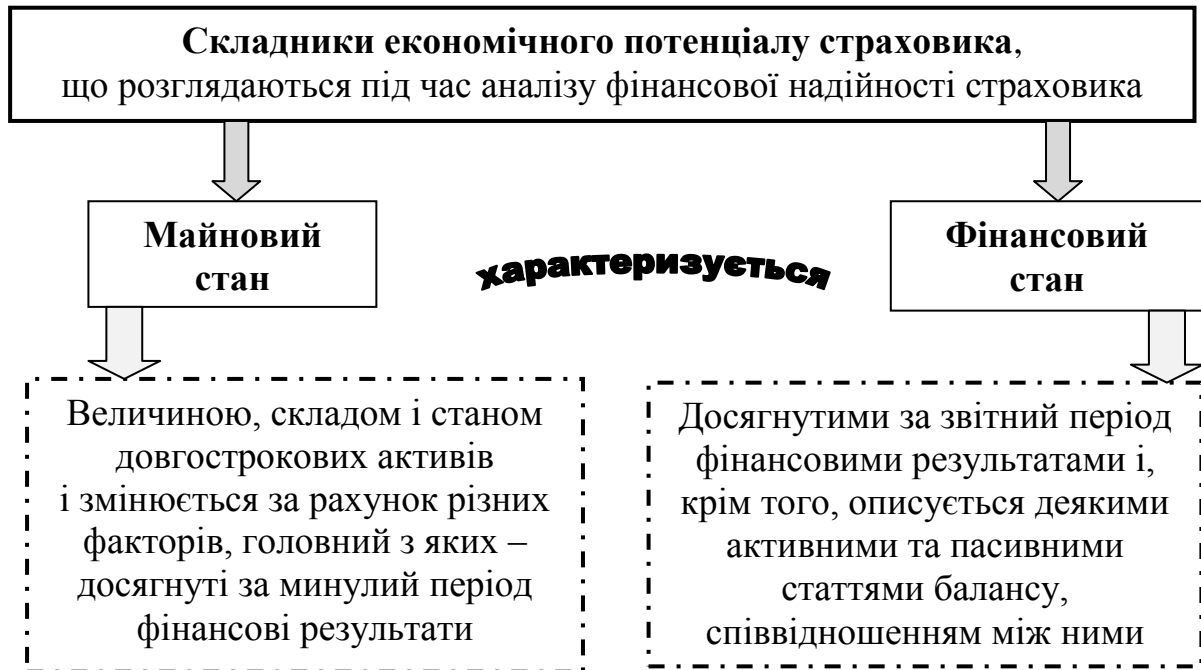 Складники економічного потенціалу страховика,
що розглядаються під час аналізу фінансової надійності страховика
Майновий
стан
характеризується
Фінансовий
стан
Величиною, складом і станом
довгострокових активів
і змінюється за рахунок різних
факторів, головний з яких –
досягнуті за минулий період
фінансові результати
Досягнутими за звітний період
фінансовими результатами і,
крім того, описується деякими
активними та пасивними
статтями балансу,
співвідношенням між ними